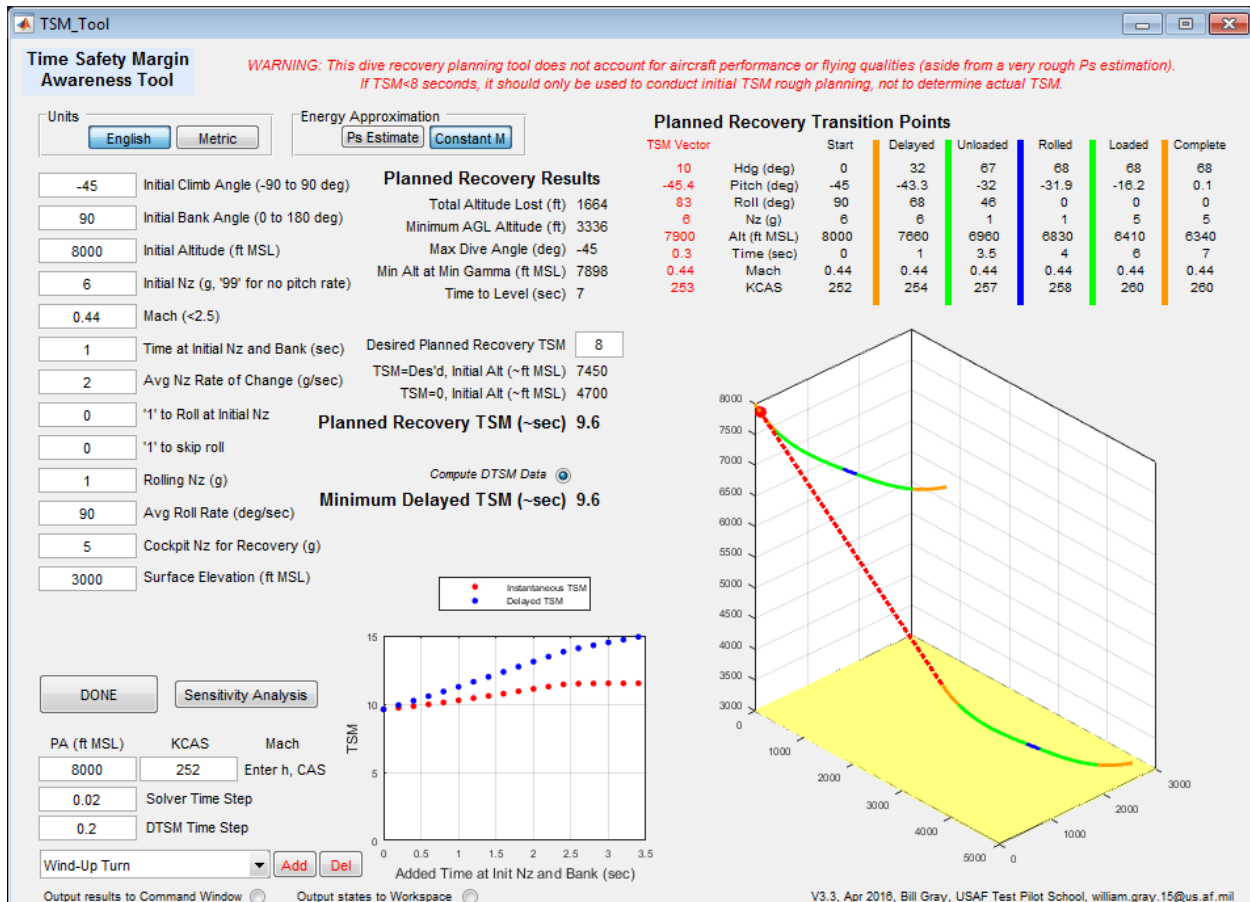 TSM_Tool
Time Safety Margin
Awareness Tool
WARNING: This dive recovery planning tool does not account for aircraft performance or flying qualities (aside from a very rough Ps estimation).
If TSM<8 seconds, it should only be used to conduct initial TSM rough planning, not to determine actual TSM.
Units
English Metric
Energy Approximation
Ps Estimate Constant M
-45 Initial Climb Angle (-90 to 90 deg)
90 Initial Bank Angle (0 to 180 deg)
8000 Initial Altitude (ft MSL)
6 Initial Nz (g, '99' for no pitch rate)
0.44 Mach (<2.5)
1 Time at Initial Nz and Bank (sec)
2 Avg Nz Rate of Change (g/sec)
0 '1' to Roll at Initial Nz
0 '1' to skip roll
1 Rolling Nz (g)
90 Avg Roll Rate (deg/sec)
5 Cockpit Nz for Recovery (g)
3000 Surface Elevation (ft MSL)
DONE Sensitivity Analysis
PA (ft MSL) KCAS Mach
8000 252 Enter h, CAS
0.02 Solver Time Step
0.2 DTSM Time Step
Wind-Up Turn Add Del
Output results to Command Window Output states to Workspace
Planned Recovery Results
Total Altitude Lost (ft) 1664
Minimum AGL Altitude (ft) 3336
Max Dive Angle (deg) -45
Min Alt at Min Gamma (ft MSL) 7898
Time to Level (sec) 7
Desired Planned Recovery TSM 8
TSM=Des'd, Initial Alt (~ft MSL) 7450
TSM=0, Initial Alt (~ft MSL) 4700
Planned Recovery TSM (~sec) 9.6
Compute DTSM Data
Minimum Delayed TSM (~sec) 9.6
Instantaneous TSM
Delayed TSM
TSM
15
10
5
0
0 0.5 1 1.5 2 2.5 3 3.5
Added Time at Init Nz and Bank (sec)
Planned Recovery Transition Points
TSM Vector Start Delayed Unloaded Rolled Loaded Complete
10 Hdg (deg) 0 32 67 68 68 68
-45.4 Pitch (deg) -45 -43.3 -32 -31.9 -16.2 0.1
83 Roll (deg) 90 68 46 0 0 0
6 Nz (g) 6 6 1 1 5 5
7900 Alt (ft MSL) 8000 7660 6960 6830 6410 6340
0.3 Time (sec) 0 1 3.5 4 6 7
0.44 Mach 0.44 0.44 0.44 0.44 0.44 0.44
253 KCAS 252 254 257 258 260 260
8000
7500
7000
6500
6000
5500
5000
4500
4000
3500
3000
0
1000
2000
3000
4000
5000
0
1000
2000
3000
V3.3, Apr 2016, Bill Gray, USAF Test Pilot School, william.gray.15@us.af.mil